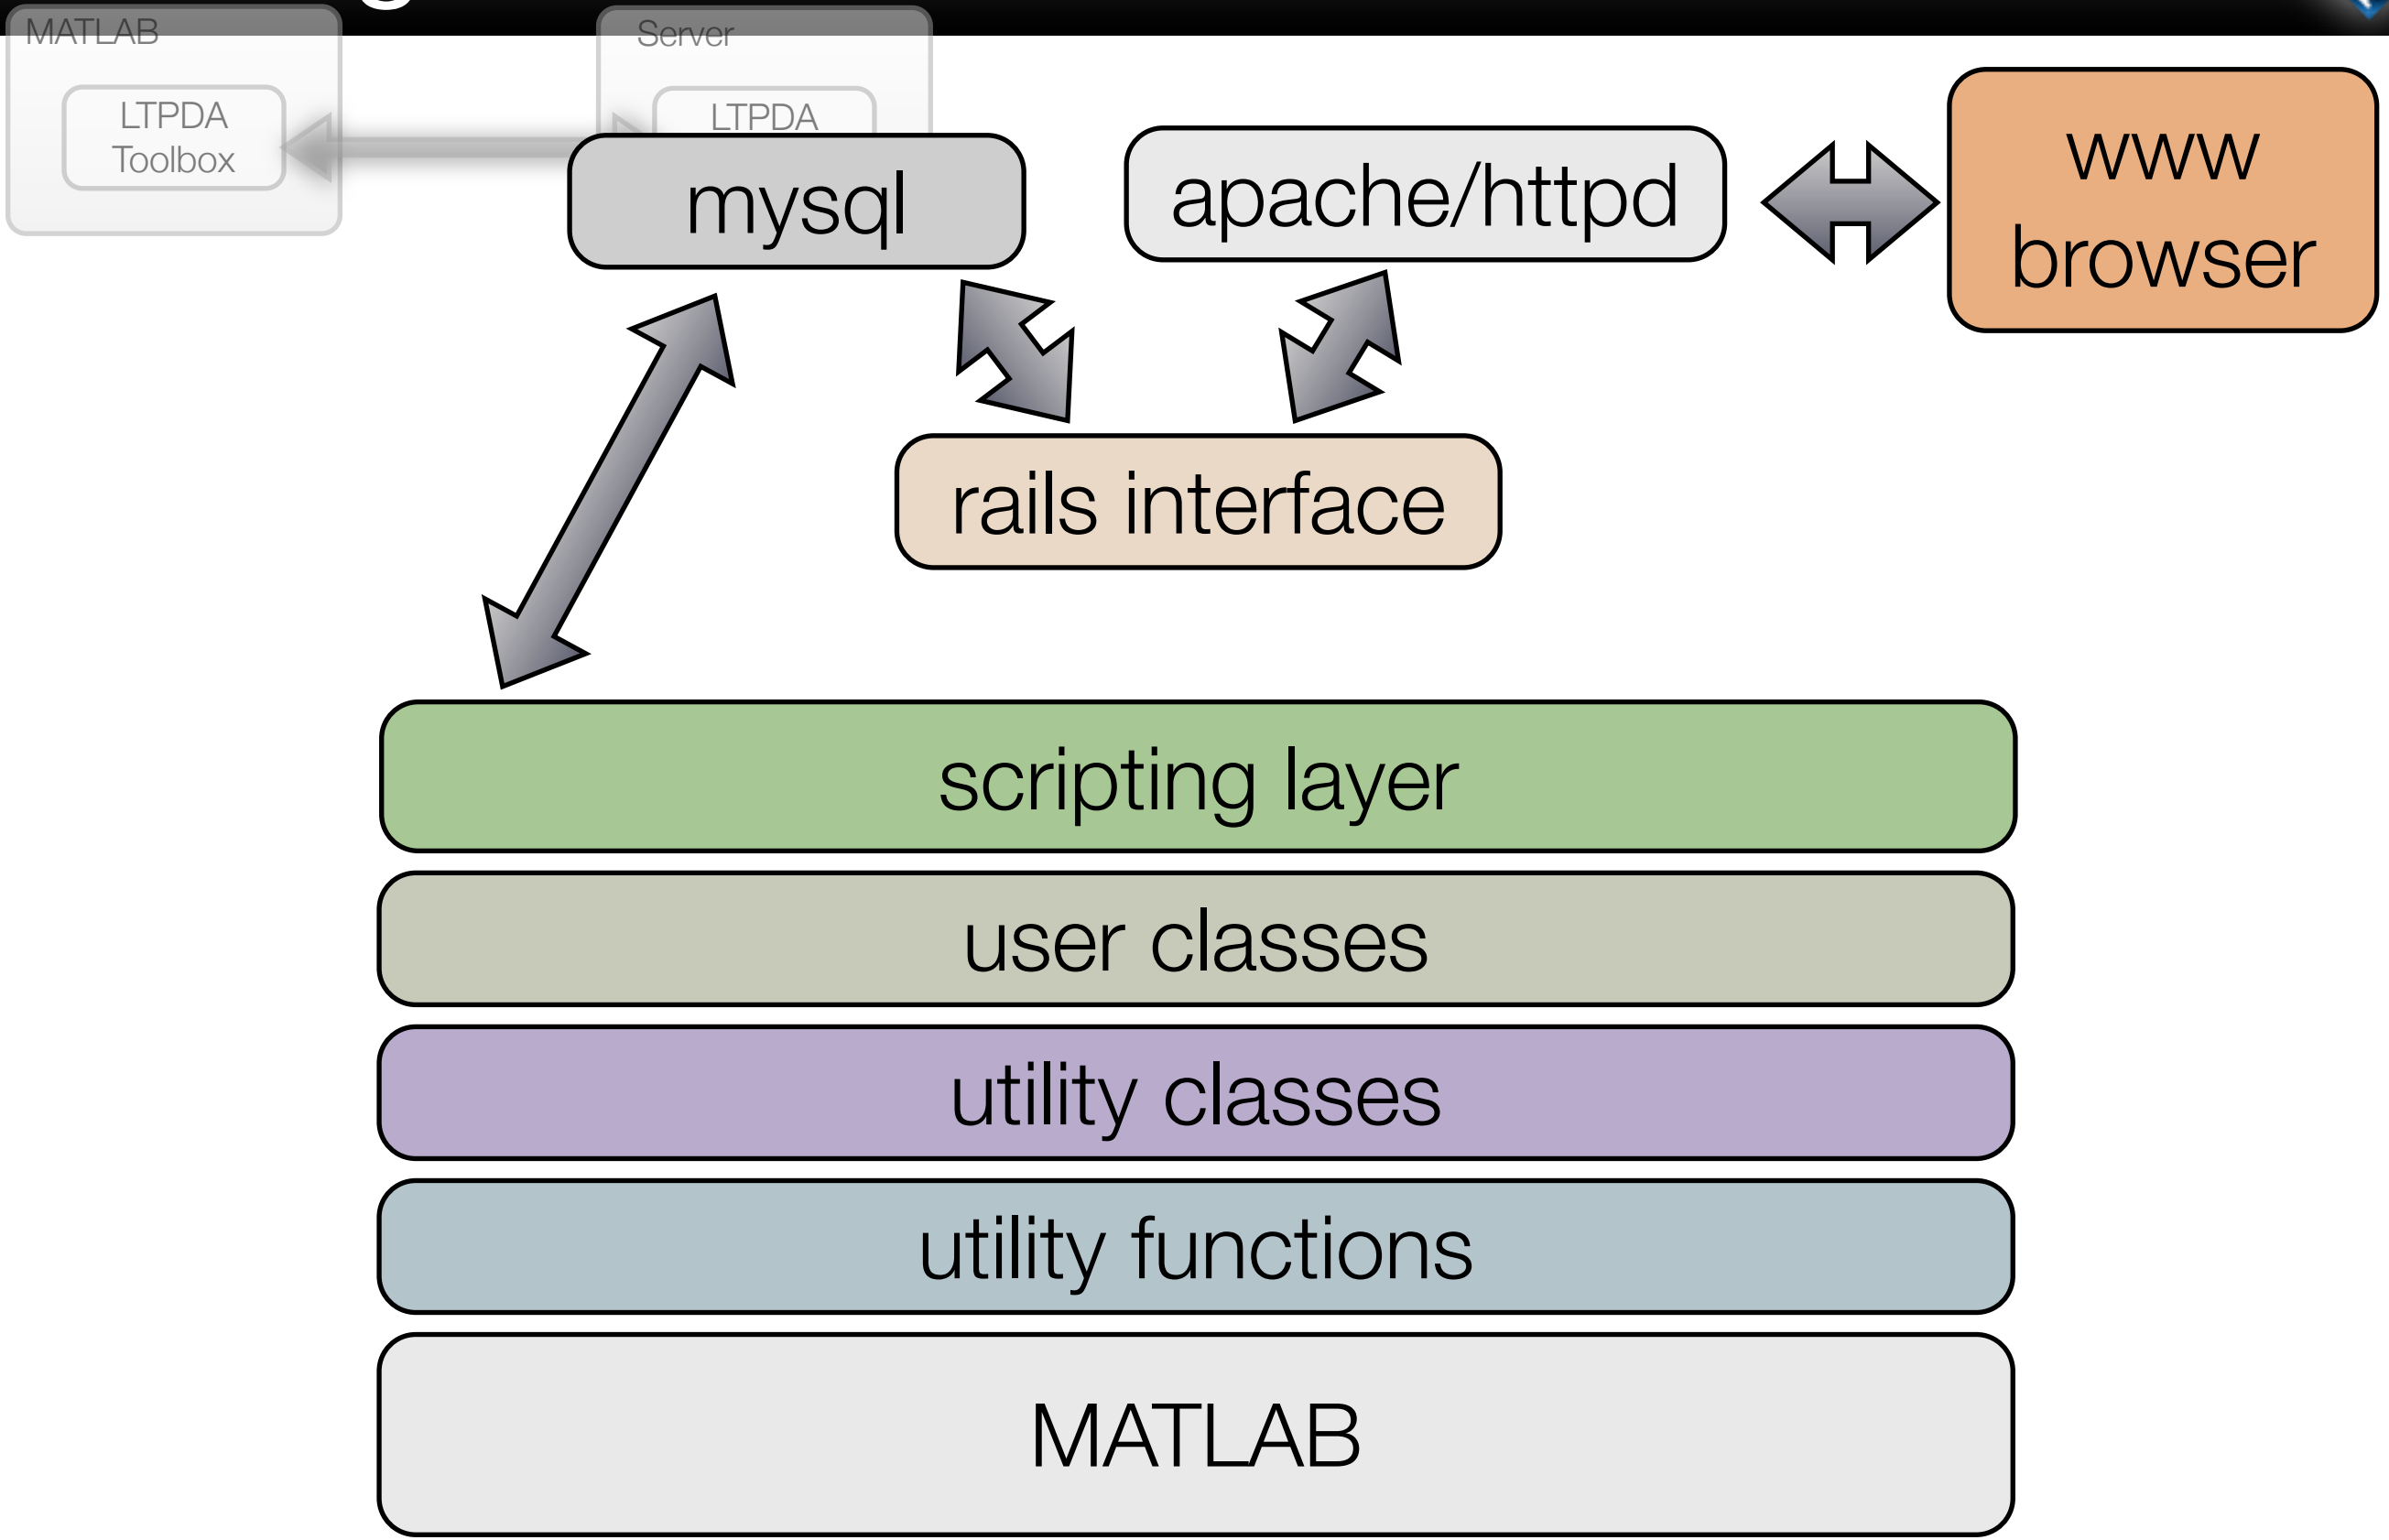 MATLAB
Server
LTPDA
Toolbox
LTPDA
mysql
apache/httpd
www
browser
rails interface
scripting layer
user classes
utility classes
utility functions
MATLAB